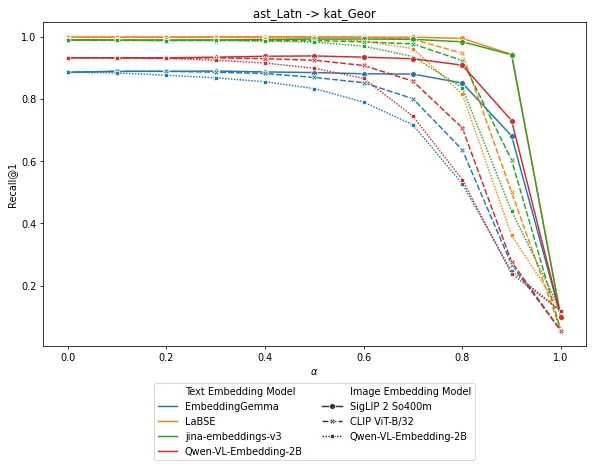 ast_Latn -> kat_Geor
Recall@1
1.0
0.8
0.6
0.4
0.2
0.0 0.2 0.4 0.6 0.8 1.0
α
Text Embedding Model Image Embedding Model
EmbeddingGemma SigLIP 2 So400m
LaBSE CLIP ViT-B/32
jina-embeddings-v3 Qwen-VL-Embedding-2B
Qwen-VL-Embedding-2B